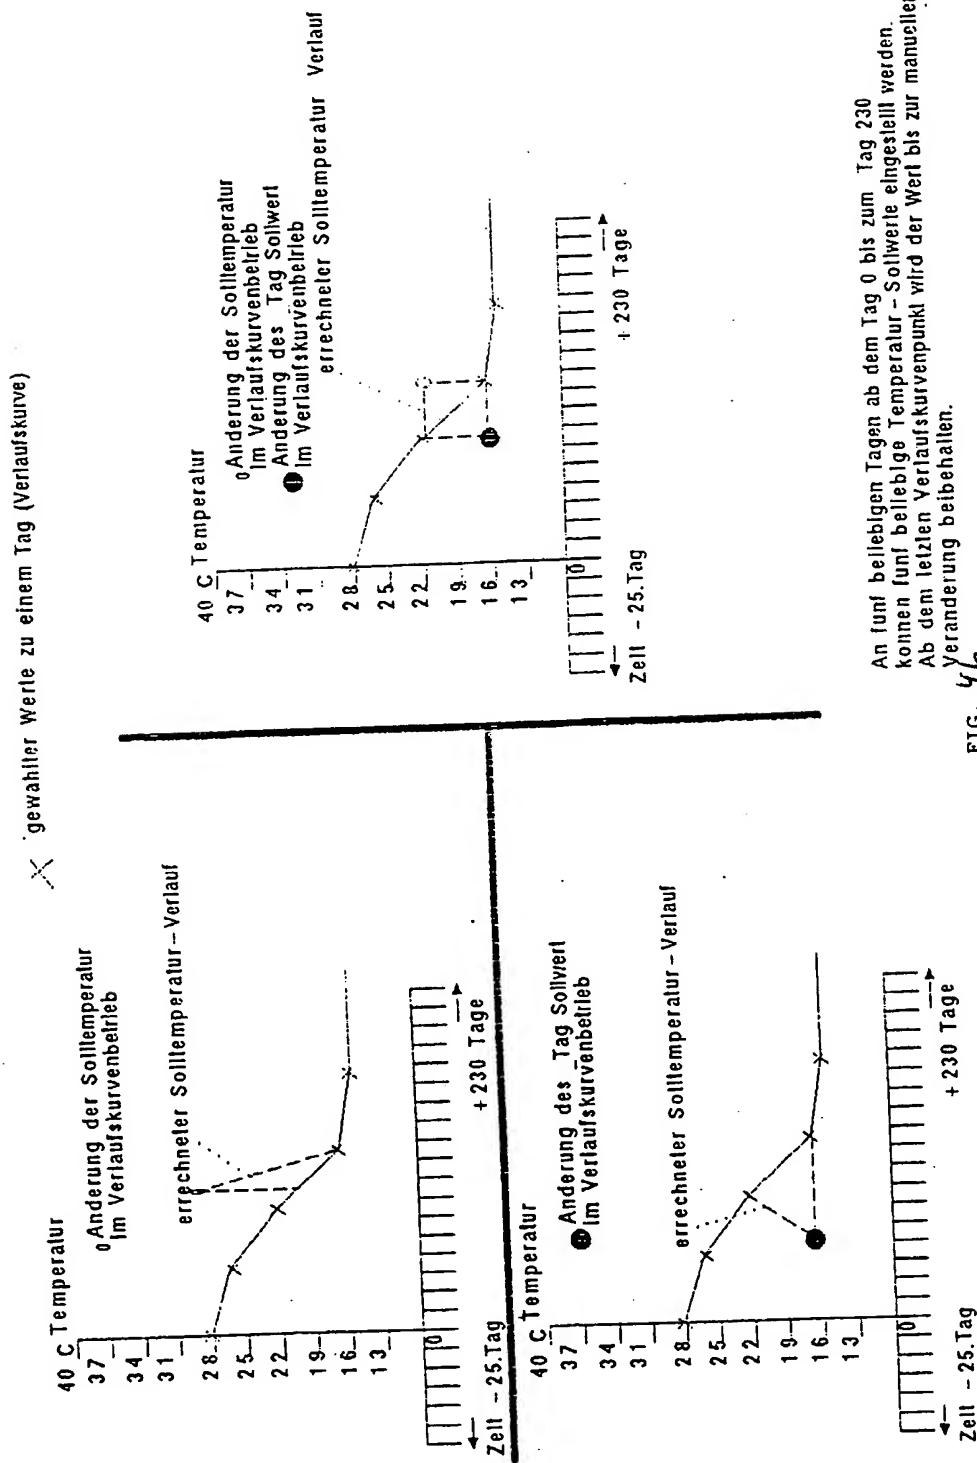 gewahlter Werte zu einem Tag (Verlaufskurve)
40 C Temperatur
37
34
31
28
25
22
19
16
13
0 Anderung der Solltemperatur
Im Verlaufskurvenbetrieb
errechneter Solltemperatur-Verlauf
0
Zeit -25.Tag
+230 Tage
40 C Temperatur
37
34
31
28
25
22
19
16
13
Anderung des Tag Sollwert
Im Verlaufskurvenbetrieb
errechneter Solltemperatur-Verlauf
0
Zeit -25.Tag
+230 Tage
40 C Temperatur
37
34
31
28
25
22
19
16
13
0 Anderung der Solltemperatur
Im Verlaufskurvenbetrieb
Anderung des Tag Sollwert
Im Verlaufskurvenbetrieb
errechneter Solltemperatur Verlauf
0
Zeit -25.Tag
+230 Tage
An funf beliebigen Tagen ab dem Tag 0 bis zum Tag 230
konnen funf beliebige Temperatur-Sollwerte eingestellt werden.
Ab dem letzten Verlaufskurvenpunkt wird der Wert bis zur manuellen
Veranderung beibehalten.
FIG.